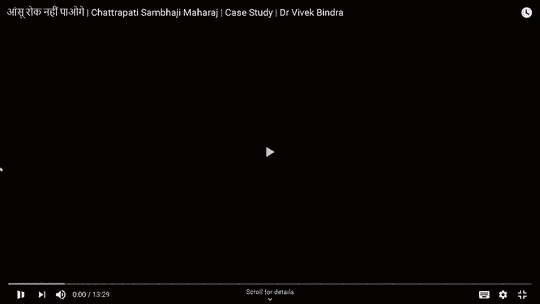 आंसू रोक नहीं पाओगे | Chattrapati Sambhaji Maharaj | Case Study | Dr Vivek Bindra
0:00 / 13:29
Scroll for details